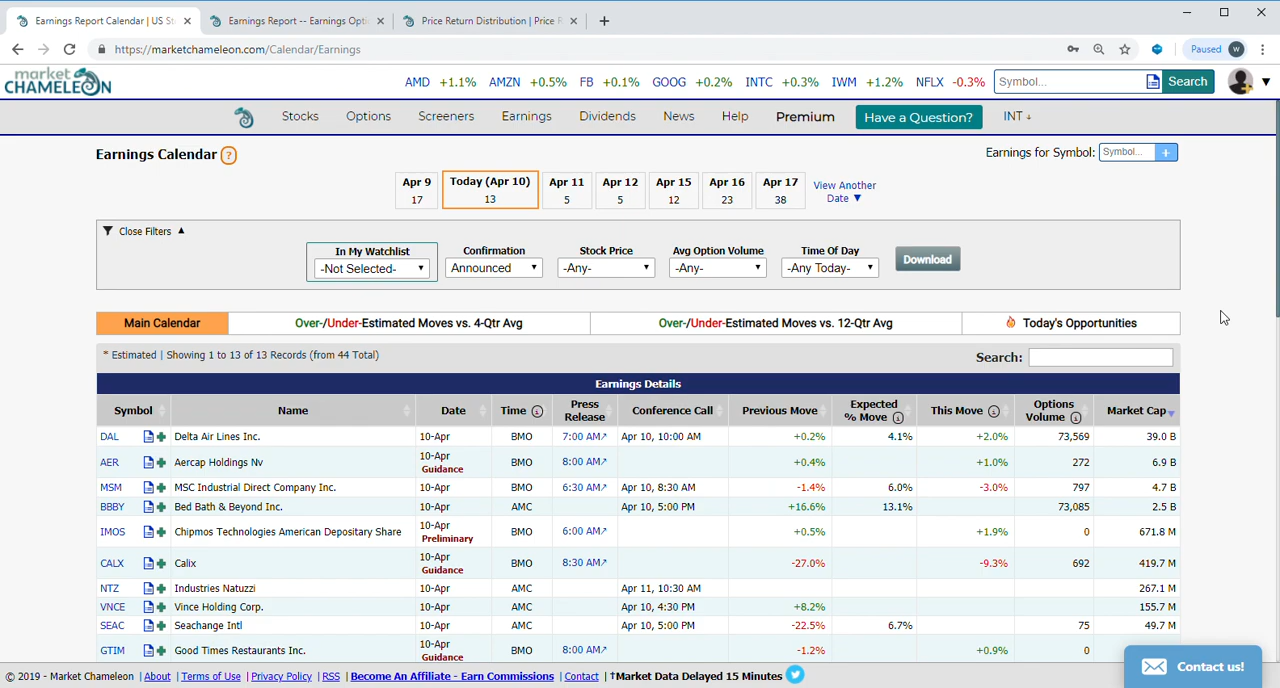 Earnings Report Calendar | US St
Earnings Report -- Earnings Opti
Price Return Distribution | Price R
https://marketchameleon.com/Calendar/Earnings
Paused W
market CHAMELEON
AMD +1.1% AMZN +0.5% FB +0.1% GOOG +0.2% INTC +0.3% IWM +1.2% NFLX -0.3% Symbol... Search
Stocks Options Screeners Earnings Dividends News Help Premium Have a Question? INT ↓
Earnings Calendar ? Earnings for Symbol: Symbol... +
Apr 9 Today (Apr 10) Apr 11 Apr 12 Apr 15 Apr 16 Apr 17 View Another
17 13 5 5 12 23 38 Date ▼
Close Filters ▲
In My Watchlist Confirmation Stock Price Avg Option Volume Time Of Day
-Not Selected- Announced -Any- -Any- -Any Today- Download
Main Calendar Over-/Under-Estimated Moves vs. 4-Qtr Avg Over-/Under-Estimated Moves vs. 12-Qtr Avg Today's Opportunities
* Estimated | Showing 1 to 13 of 13 Records (from 44 Total) Search:
Earnings Details
Symbol Name Date Time Press Release Conference Call Previous Move Expected % Move This Move Options Volume Market Cap
DAL Delta Air Lines Inc. 10-Apr BMO 7:00 AM↗ Apr 10, 10:00 AM +0.2% 4.1% +2.0% 73,569 39.0 B
AER Aercap Holdings Nv 10-Apr Guidance BMO 8:00 AM↗ +0.4% +1.0% 272 6.9 B
MSM MSC Industrial Direct Company Inc. 10-Apr BMO 6:30 AM↗ Apr 10, 8:30 AM -1.4% 6.0% -3.0% 797 4.7 B
BBBY Bed Bath & Beyond Inc. 10-Apr AMC Apr 10, 5:00 PM +16.6% 13.1% 73,085 2.5 B
IMOS Chipmos Technologies American Depositary Share 10-Apr Preliminary BMO 6:00 AM↗ +0.5% +1.9% 0 671.8 M
CALX Calix 10-Apr Guidance BMO 8:30 AM↗ -27.0% -9.3% 692 419.7 M
NTZ Industries Natuzzi 10-Apr AMC Apr 11, 10:30 AM 267.1 M
VNCE Vince Holding Corp. 10-Apr AMC Apr 10, 4:30 PM +8.2% 155.7 M
SEAC Seachange Intl 10-Apr AMC Apr 10, 5:00 PM -22.5% 6.7% 75 49.7 M
GTIM Good Times Restaurants Inc. 10-Apr Guidance BMO 8:00 AM↗ -1.2% +0.9% 0
Contact us!
© 2019 - Market Chameleon | About | Terms of Use | Privacy Policy | RSS | Become An Affiliate - Earn Commissions | Contact | †Market Data Delayed 15 Minutes